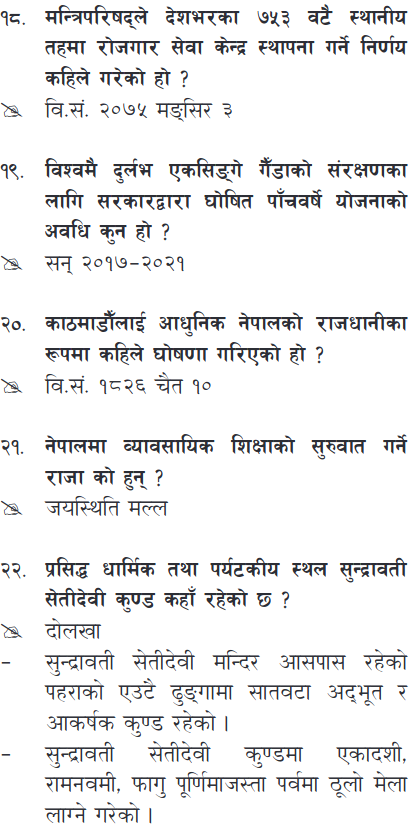 १८. मन्त्रिपरिषद्ले देशभरका ७५३ वटै स्थानीय
तहमा रोजगार सेवा केन्द्र स्थापना गर्ने निर्णय
कहिले गरेको हो ?
वि.सं. २०७५ मङ्सिर ३
१९. विश्वमै दुर्लभ एकसिङ्गे गैँडाको संरक्षणका
लागि सरकारद्वारा घोषित पाँचवर्षे योजनाको
अवधि कुन हो ?
सन् २०१७-२०२१
२०. काठमाडौँलाई आधुनिक नेपालको राजधानीका
रूपमा कहिले घोषणा गरिएको हो ?
वि.सं. १८२६ चैत १०
२१. नेपालमा व्यावसायिक शिक्षाको सुरुवात गर्ने
राजा को हुन् ?
जयस्थिति मल्ल
२२. प्रसिद्ध धार्मिक तथा पर्यटकीय स्थल सुन्द्रावती
सेतीदेवी कुण्ड कहाँ रहेको छ ?
दोलखा
- सुन्द्रावती सेतीदेवी मन्दिर आसपास रहेको
पहराको एउटै ढुङ्गामा सातवटा अद्भूत र
आकर्षक कुण्ड रहेको ।
- सुन्द्रावती सेतीदेवी कुण्डमा एकादशी,
रामनवमी, फागु पूर्णिमाजस्ता पर्वमा ठूलो मेला
लाग्ने गरेको ।